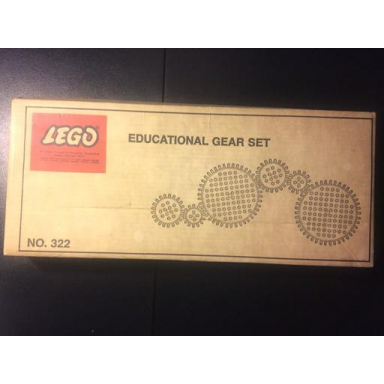 LEGO
EDUCATIONAL GEAR SET
NO. 322